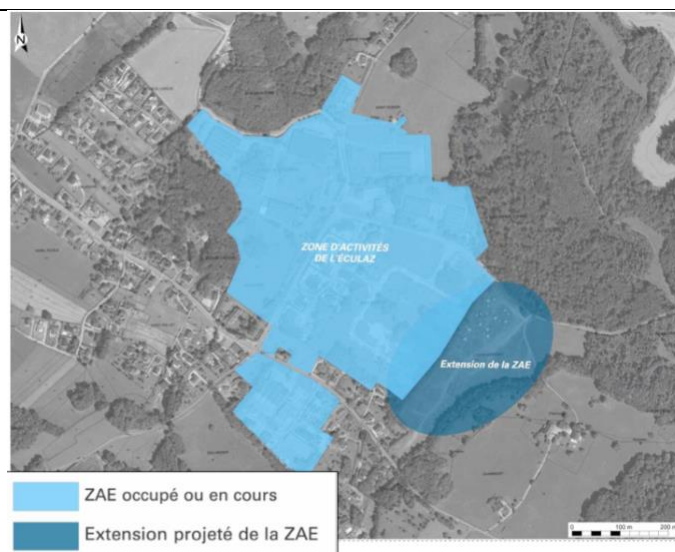 N
ZONE D'ACTIVITÉS
DE L'ÉCULAZ
Extension de la ZAE
ZAE occupé ou en cours
Extension projeté de la ZAE
0 100 m 200 m